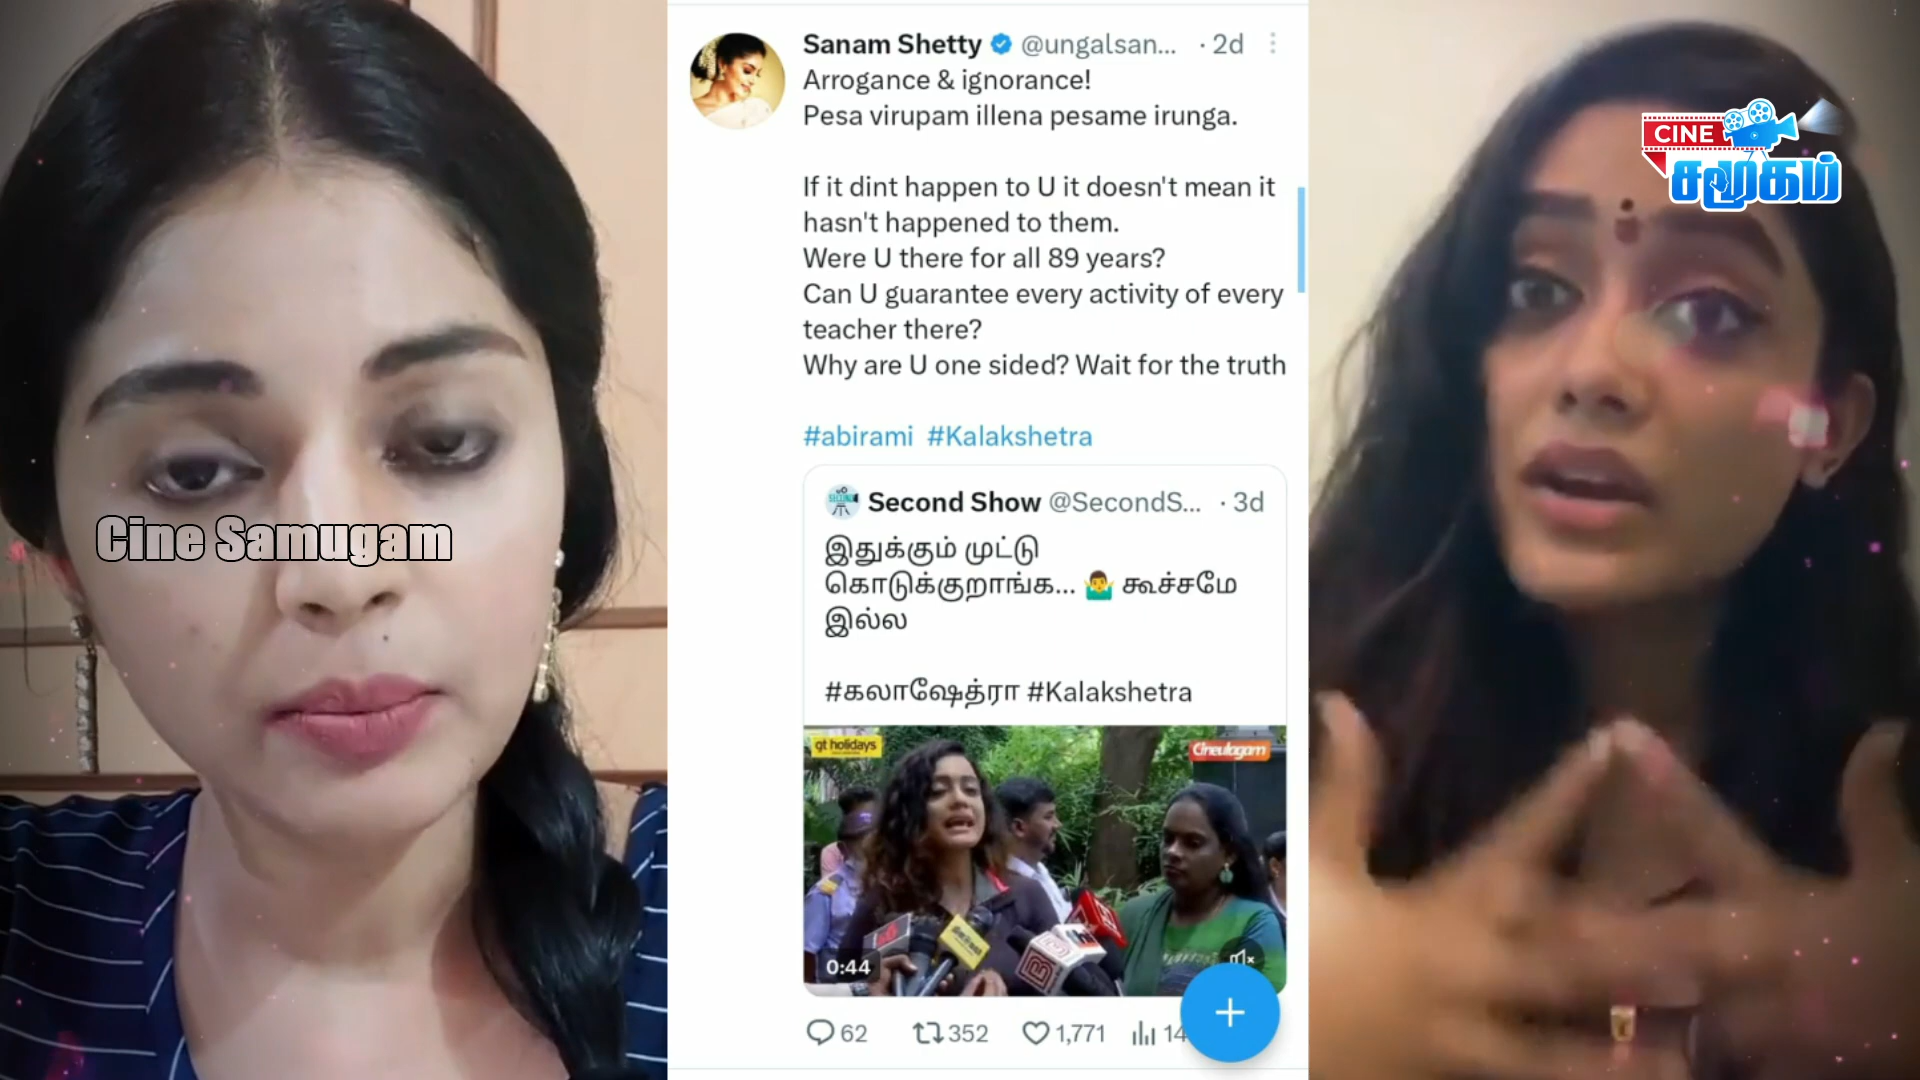 Sanam Shetty @ungalsan... · 2d
Arrogance & ignorance!
Pesa virupam illena pesame irunga.
If it dint happen to U it doesn't mean it
hasn't happened to them.
Were U there for all 89 years?
Can U guarantee every activity of every
teacher there?
Why are U one sided? Wait for the truth
#abirami #Kalakshetra
Second Show @SecondS... · 3d
இதுக்கும் முட்டு
கொடுக்குறாங்க... 🤷‍♂️ கூச்சமே
இல்ல
#கலாஷேத்ரா #Kalakshetra
gt holidays
Cineulagam
0:44
62 352 1,771 14
Cine Samugam
CINE
சமூகம்